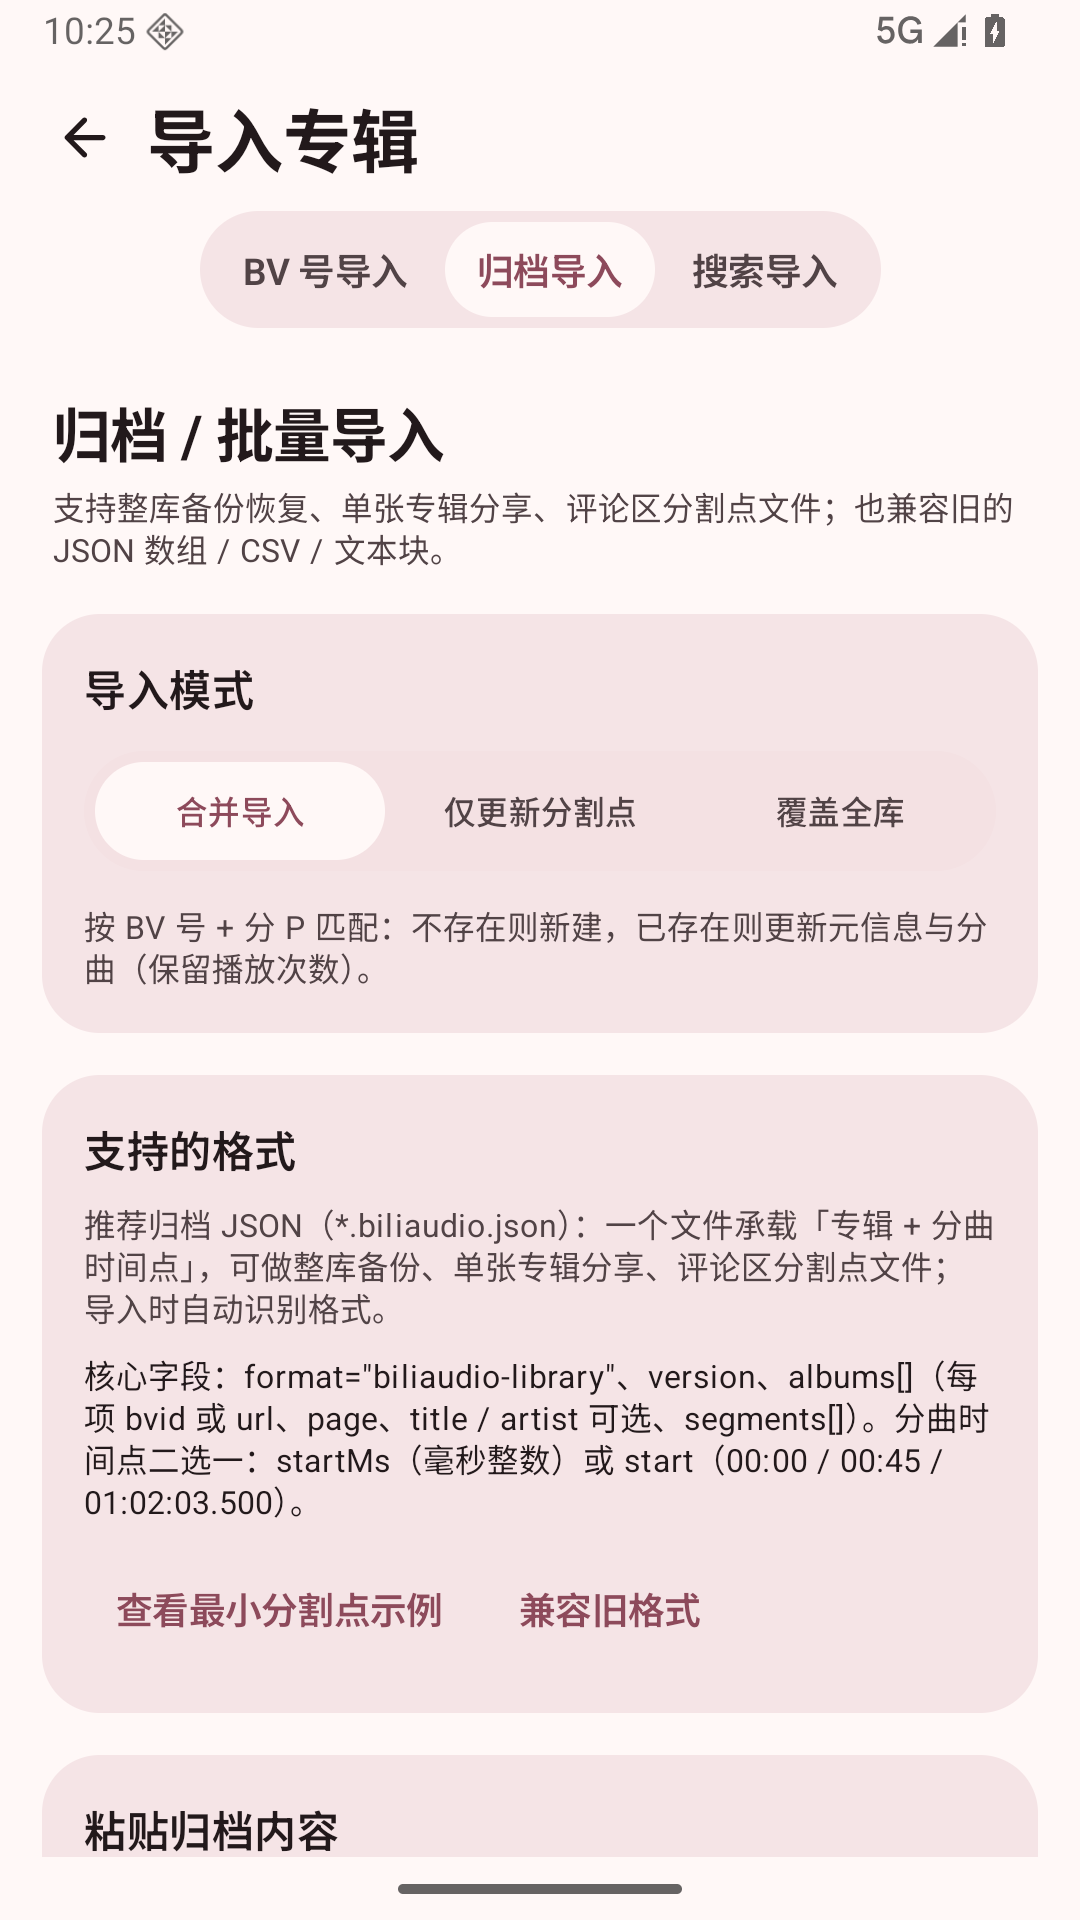 10:25
5G
导入专辑
BV 号导入
归档导入
搜索导入
归档 / 批量导入
支持整库备份恢复、单张专辑分享、评论区分割点文件；也兼容旧的
JSON 数组 / CSV / 文本块。
导入模式
合并导入
仅更新分割点
覆盖全库
按 BV 号 + 分 P 匹配：不存在则新建，已存在则更新元信息与分
曲（保留播放次数）。
支持的格式
推荐归档 JSON（*.biliaudio.json）：一个文件承载「专辑 + 分曲
时间点」，可做整库备份、单张专辑分享、评论区分割点文件；
导入时自动识别格式。
核心字段：format="biliaudio-library"、version、albums[]（每
项 bvid 或 url、page、title / artist 可选、segments[]）。分曲时
间点二选一：startMs（毫秒整数）或 start（00:00 / 00:45 /
01:02:03.500）。
查看最小分割点示例
兼容旧格式
粘贴归档内容